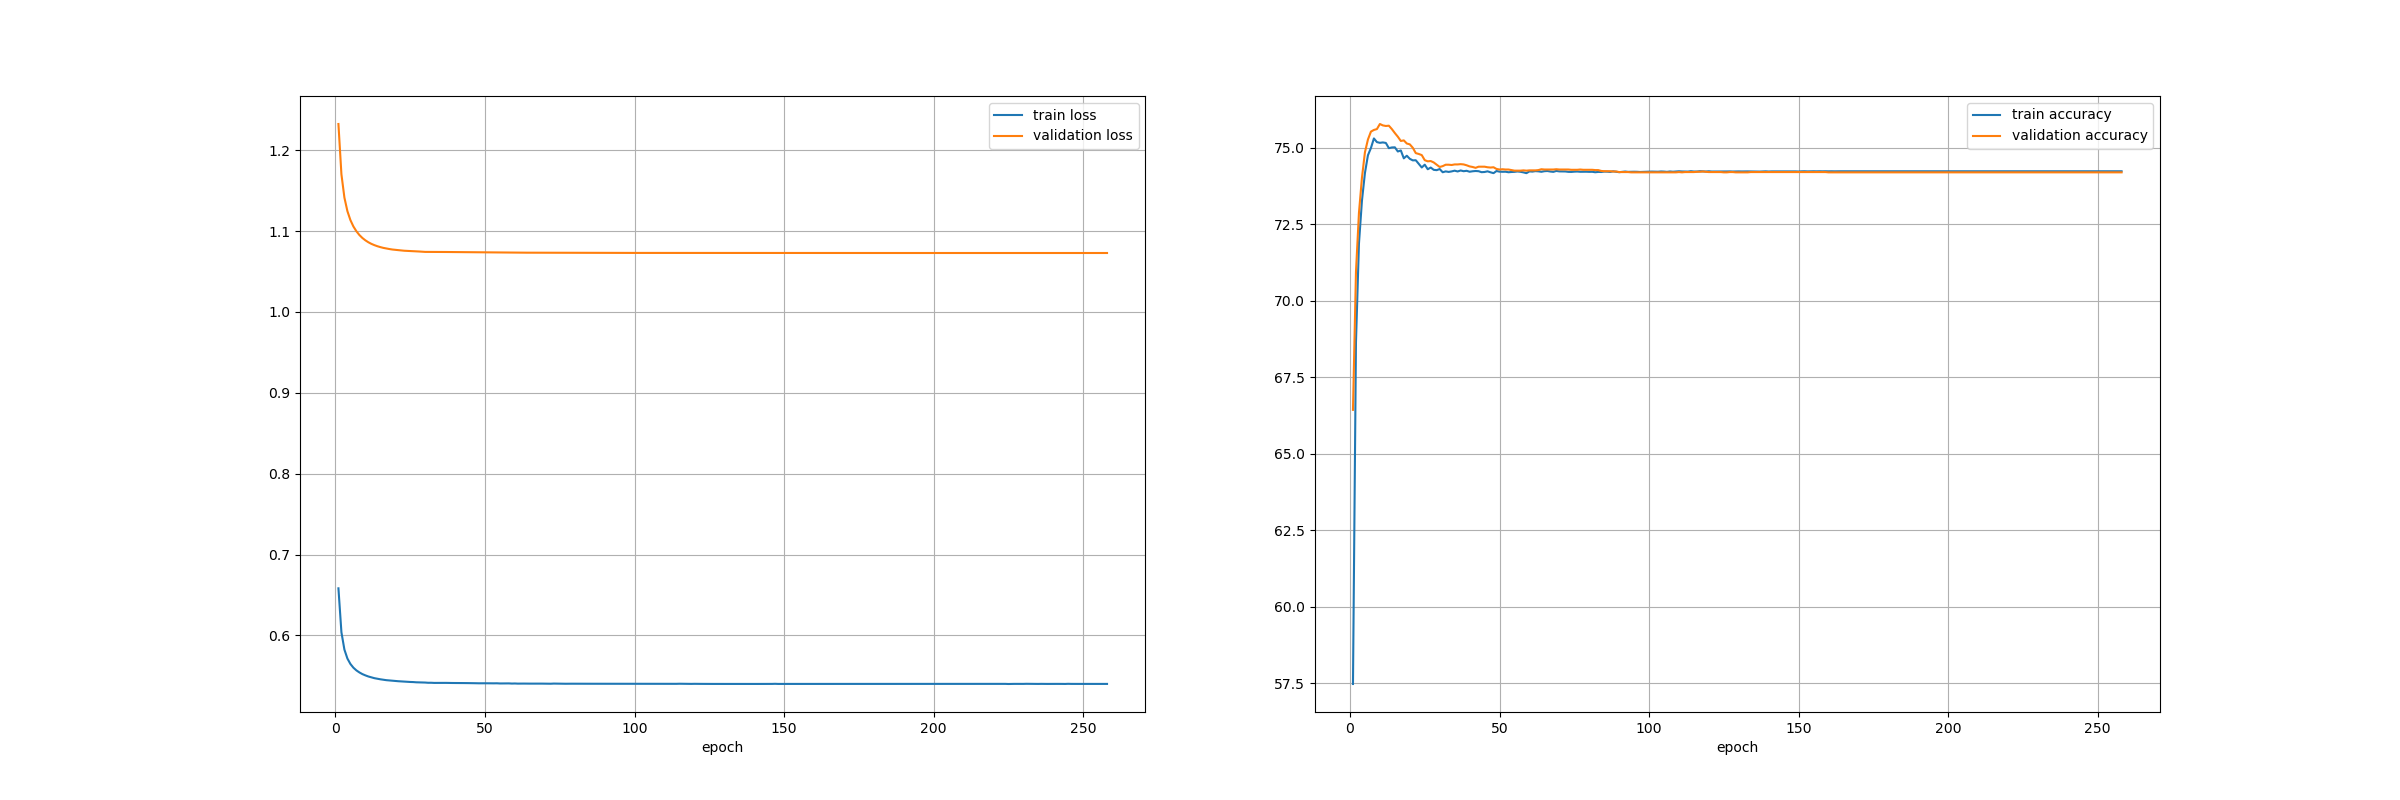 train loss
validation loss
1.2
1.1
1.0
0.9
0.8
0.7
0.6
0 50 100 150 200 250
epoch
train accuracy
validation accuracy
75.0
72.5
70.0
67.5
65.0
62.5
60.0
57.5
0 50 100 150 200 250
epoch